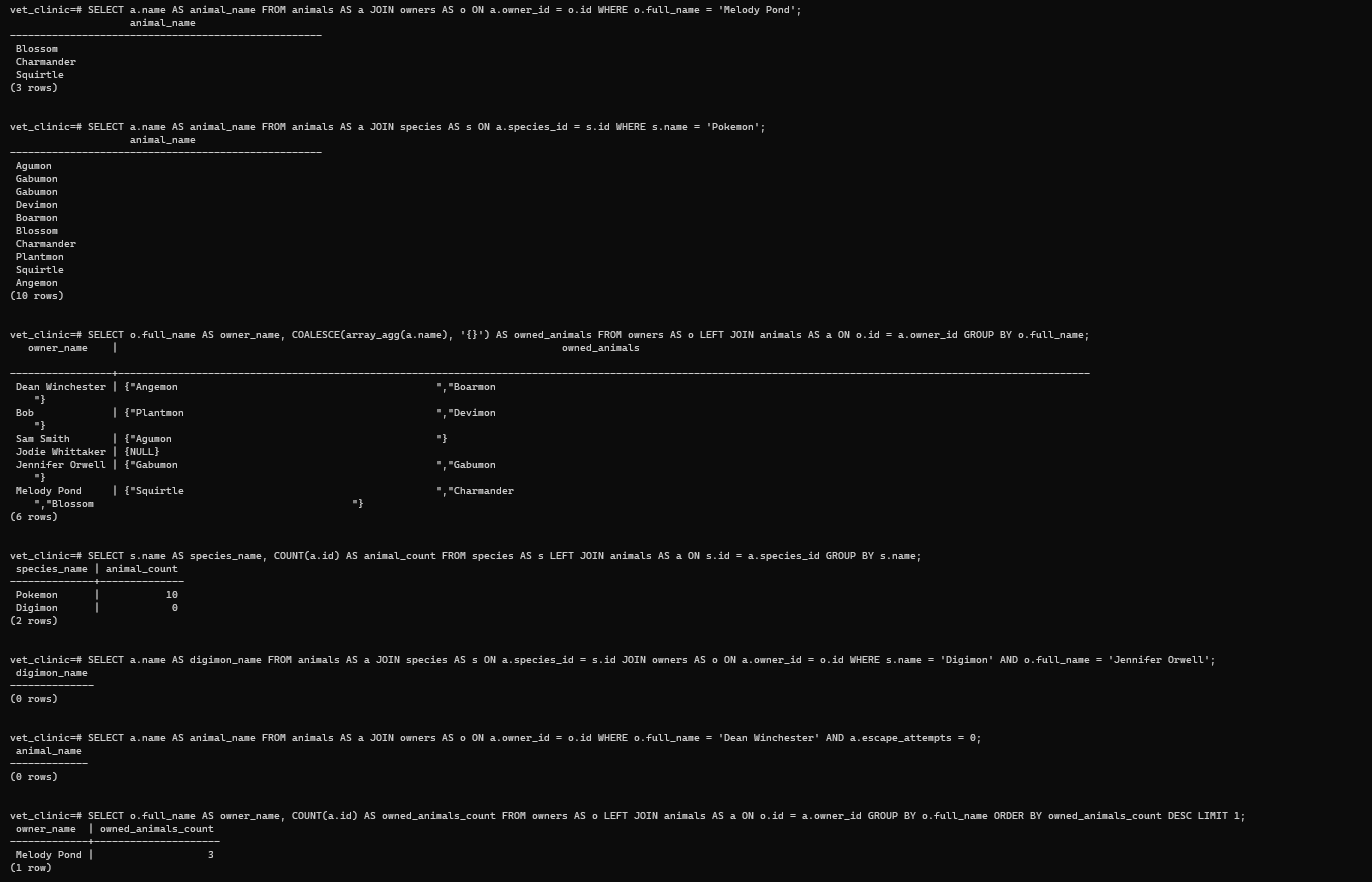 vet_clinic=# SELECT a.name AS animal_name FROM animals AS a JOIN owners AS o ON a.owner_id = o.id WHERE o.full_name = 'Melody Pond';
                    animal_name
----------------------------------------------------
 Blossom
 Charmander
 Squirtle
(3 rows)

vet_clinic=# SELECT a.name AS animal_name FROM animals AS a JOIN species AS s ON a.species_id = s.id WHERE s.name = 'Pokemon';
                    animal_name
----------------------------------------------------
 Agumon
 Gabumon
 Gabumon
 Devimon
 Boarmon
 Blossom
 Charmander
 Plantmon
 Squirtle
 Angemon
(10 rows)

vet_clinic=# SELECT o.full_name AS owner_name, COALESCE(array_agg(a.name), '{}') AS owned_animals FROM owners AS o LEFT JOIN animals AS a ON o.id = a.owner_id GROUP BY o.full_name;
   owner_name    |                                                                          owned_animals
-----------------+------------------------------------------------------------------------------------------------------------------------------------------------------------------
 Dean Winchester | {"Angemon                                           ","Boarmon
    "}
 Bob             | {"Plantmon                                          ","Devimon
    "}
 Sam Smith       | {"Agumon                                            "}
 Jodie Whittaker | {NULL}
 Jennifer Orwell | {"Gabumon                                           ","Gabumon
    "}
 Melody Pond     | {"Squirtle                                          ","Charmander
    ","Blossom                                           "}
(6 rows)

vet_clinic=# SELECT s.name AS species_name, COUNT(a.id) AS animal_count FROM species AS s LEFT JOIN animals AS a ON s.id = a.species_id GROUP BY s.name;
 species_name | animal_count
--------------+--------------
 Pokemon      |           10
 Digimon      |            0
(2 rows)

vet_clinic=# SELECT a.name AS digimon_name FROM animals AS a JOIN species AS s ON a.species_id = s.id JOIN owners AS o ON a.owner_id = o.id WHERE s.name = 'Digimon' AND o.full_name = 'Jennifer Orwell';
 digimon_name
--------------
(0 rows)

vet_clinic=# SELECT a.name AS animal_name FROM animals AS a JOIN owners AS o ON a.owner_id = o.id WHERE o.full_name = 'Dean Winchester' AND a.escape_attempts = 0;
 animal_name
-------------
(0 rows)

vet_clinic=# SELECT o.full_name AS owner_name, COUNT(a.id) AS owned_animals_count FROM owners AS o LEFT JOIN animals AS a ON o.id = a.owner_id GROUP BY o.full_name ORDER BY owned_animals_count DESC LIMIT 1;
 owner_name  | owned_animals_count
-------------+---------------------
 Melody Pond |                   3
(1 row)